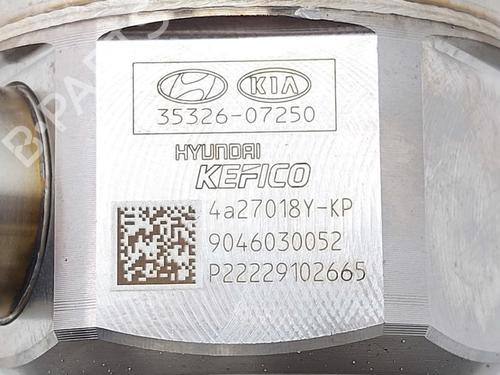 KIA
35326-07250
HYUNDAI
KEFICO
4a27018Y-KP
9046030052
P22229102665
B-PARTS